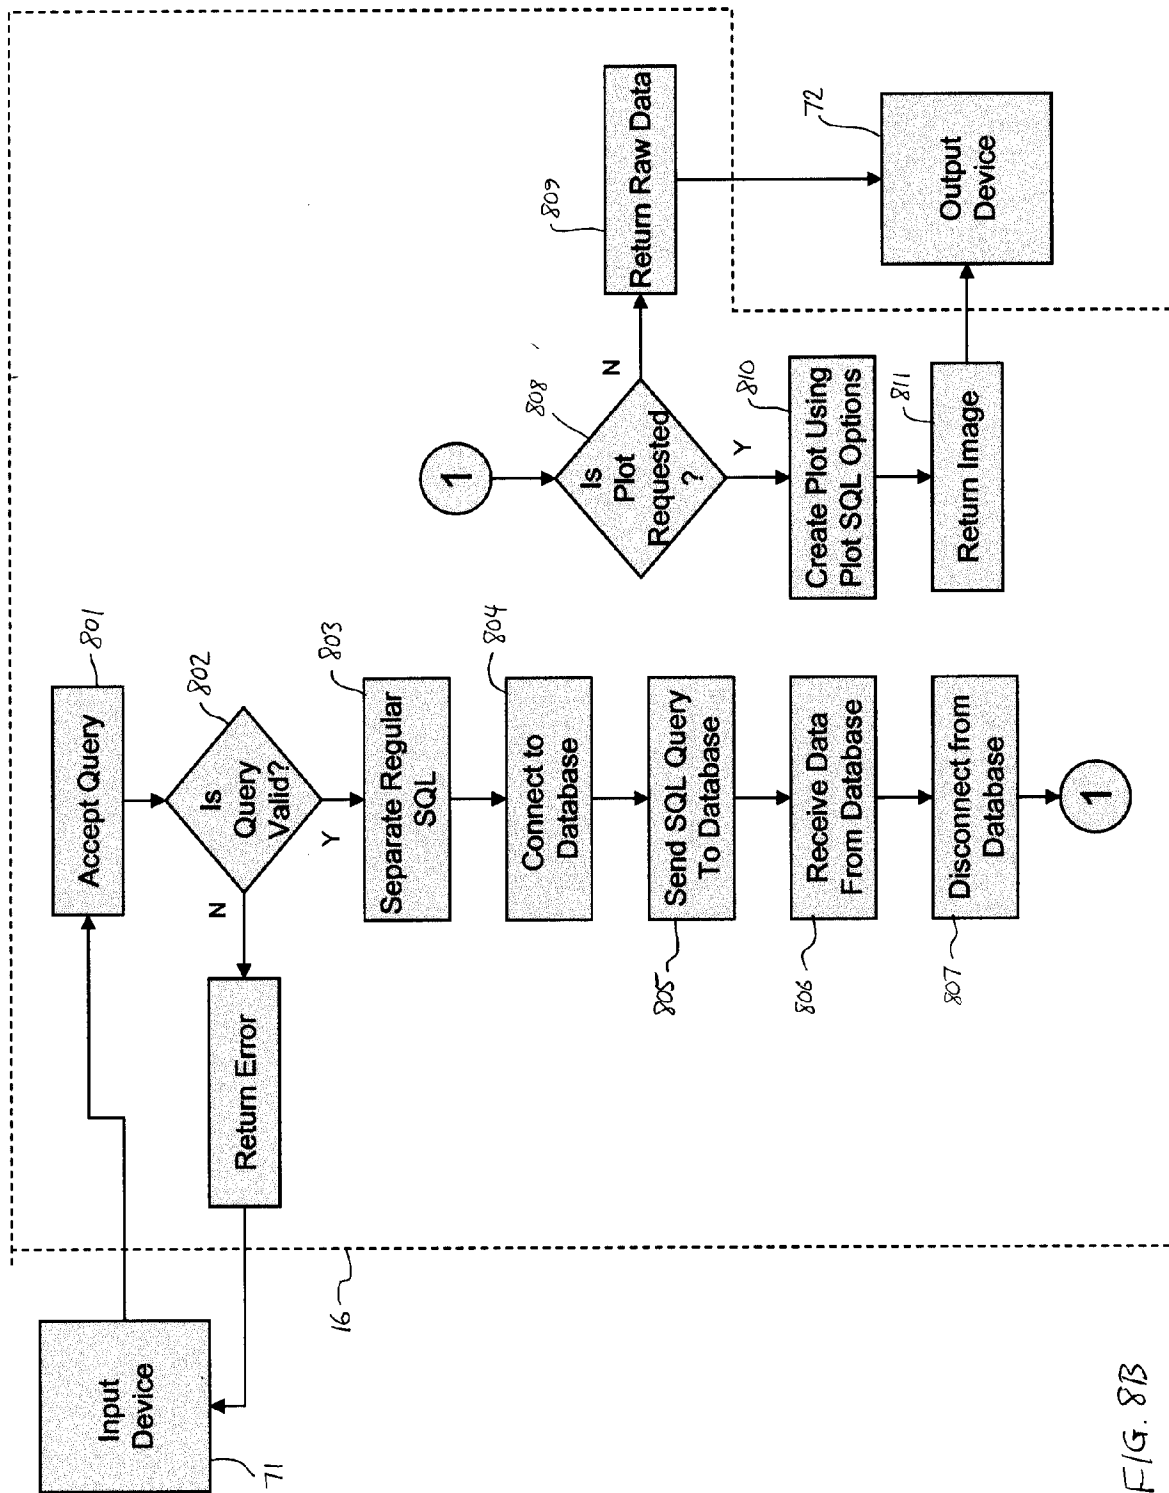 Input
Device
71
16
Accept Query
801
Is
Query
Valid?
802
N
Y
Return Error
Separate Regular
SQL
803
Connect to
Database
804
Send SQL Query
To Database
805
Receive Data
From Database
806
Disconnect from
Database
807
1
1
Is
Plot
Requested
?
808
N
Y
Return Raw Data
809
Create Plot Using
Plot SQL Options
810
Return Image
811
Output
Device
72
FIG. 8B